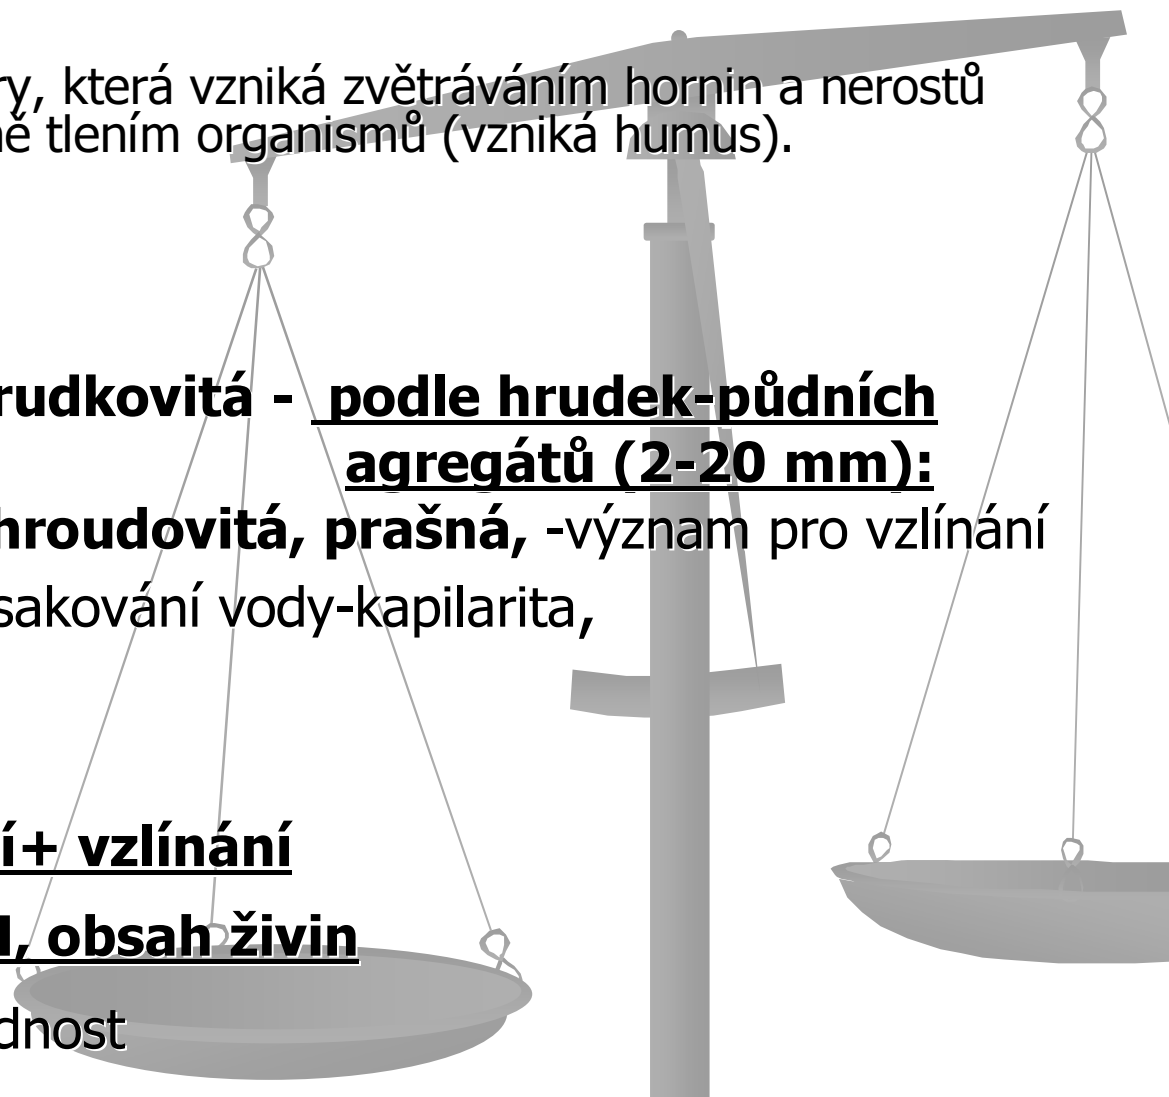 ry, která vzniká zvětráváním hornin a nerostů
ně tlením organismů (vzniká humus).
rudkovitá - podle hrudek-půdních
agregátů (2-20 mm):
hroudovitá, prašná, -význam pro vzlínání
sakování vody-kapilarita,
í+ vzlínání
, obsah živin
dnost